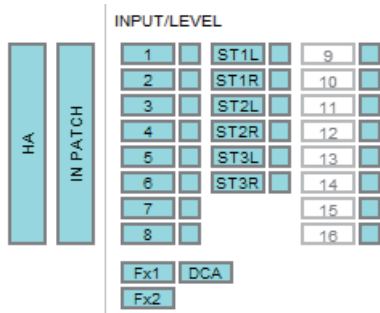 INPUT/LEVEL
HA
IN PATCH
1 ST1L 9
2 ST1R 10
3 ST2L 11
4 ST2R 12
5 ST3L 13
6 ST3R 14
7 15
8 16
Fx1 DCA
Fx2